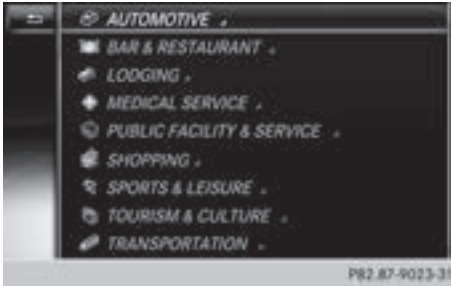 AUTOMOTIVE
BAR & RESTAURANT
LODGING
MEDICAL SERVICE
PUBLIC FACILITY & SERVICE
SHOPPING
SPORTS & LEISURE
TOURISM & CULTURE
TRANSPORTATION
P82.87-9023-31